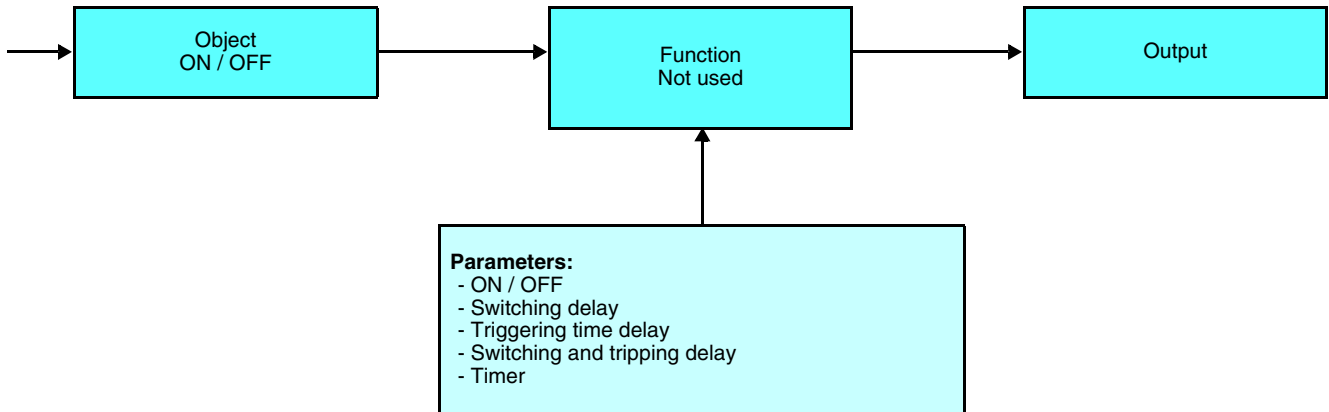 Object
ON / OFF
Function
Not used
Output
Parameters:
- ON / OFF
- Switching delay
- Triggering time delay
- Switching and tripping delay
- Timer